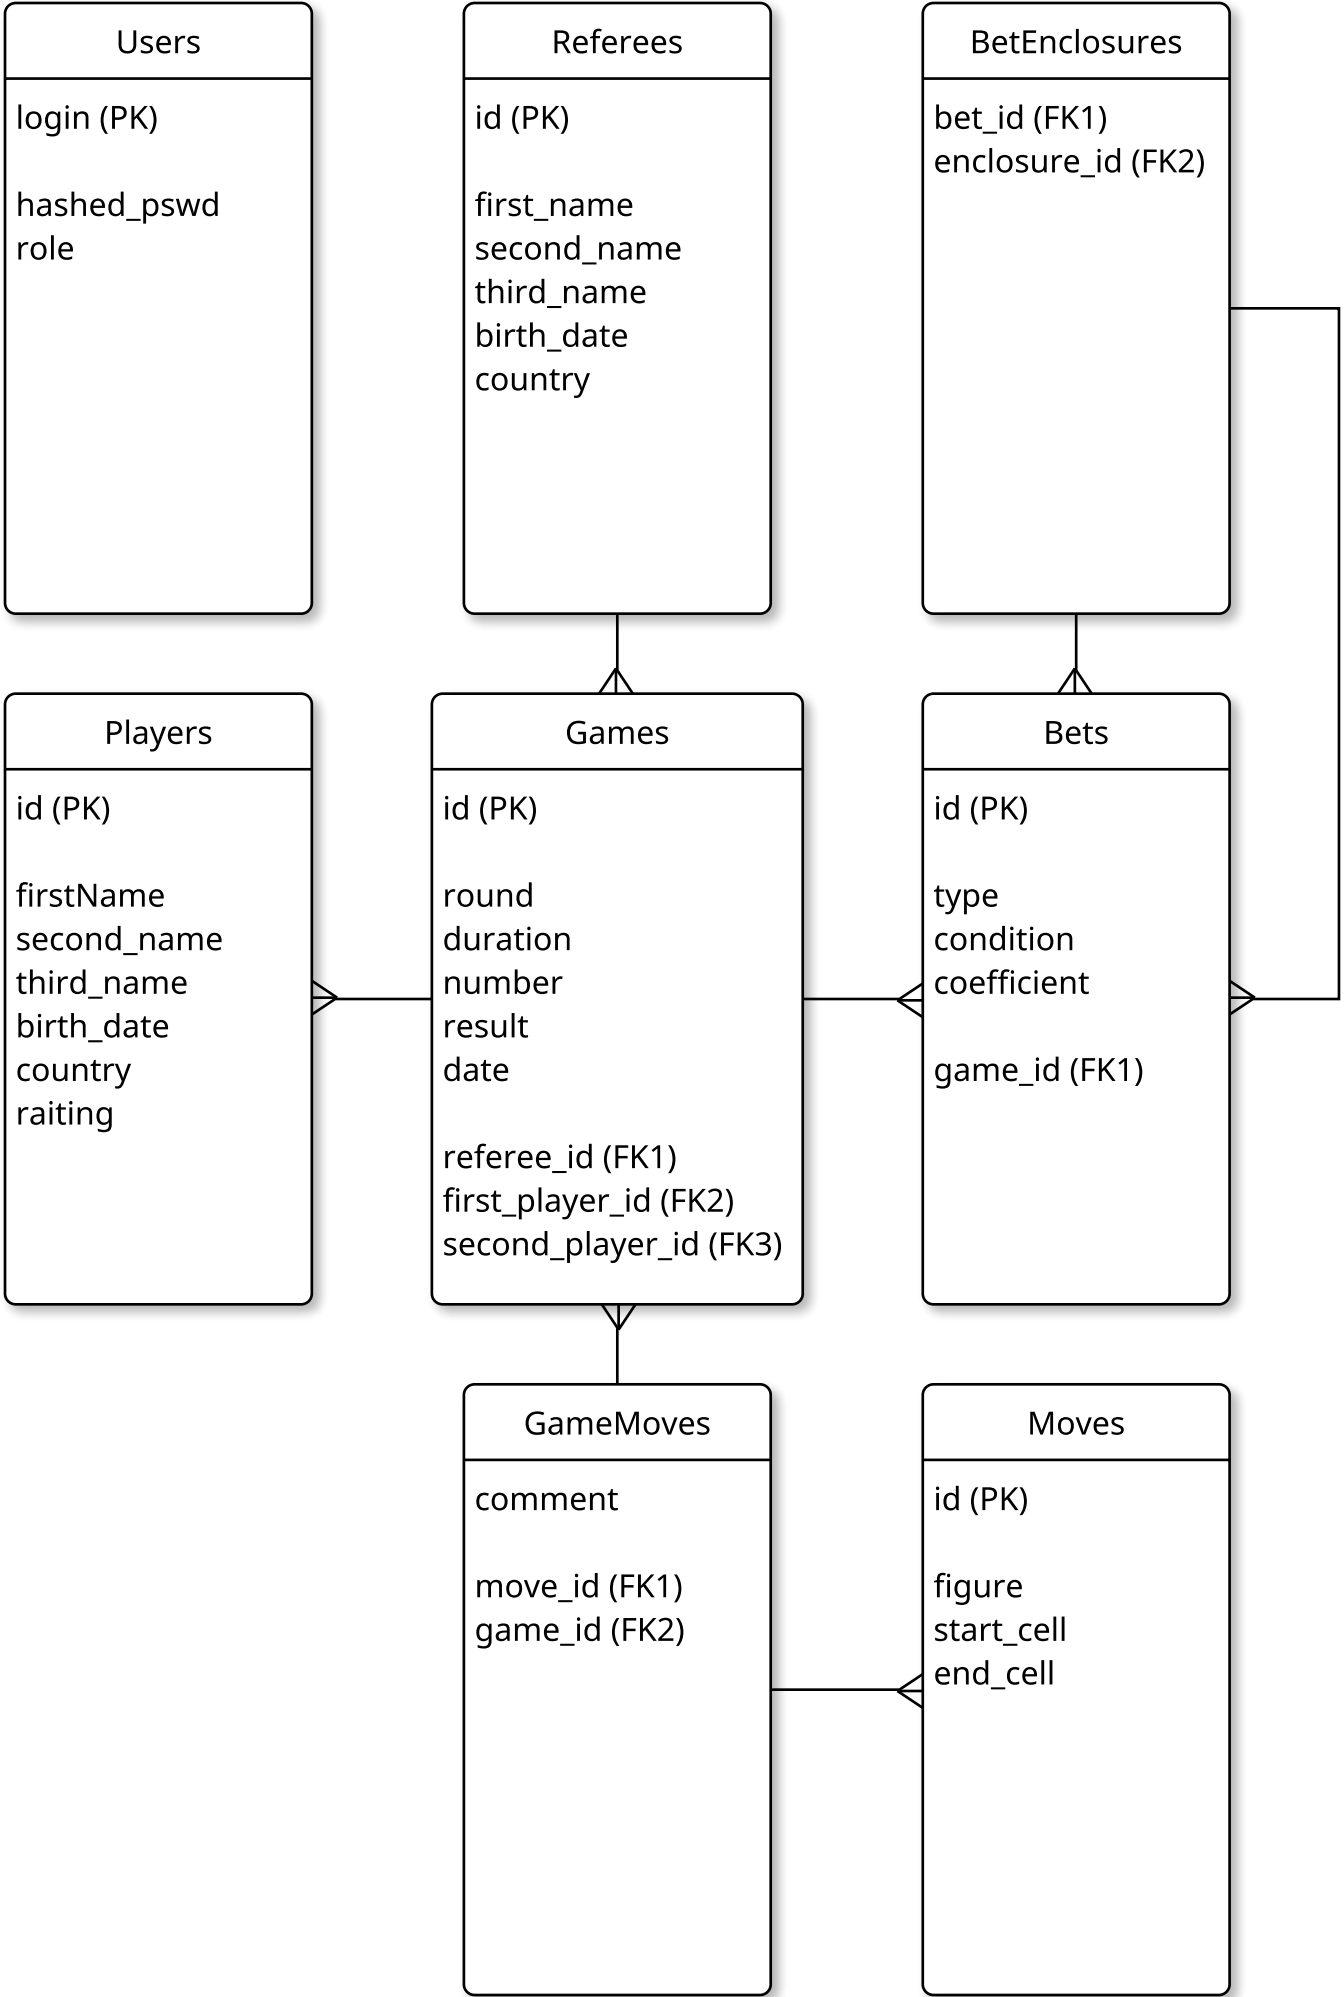 Users
login (PK)
hashed_pswd
role
Referees
id (PK)
first_name
second_name
third_name
birth_date
country
BetEnclosures
bet_id (FK1)
enclosure_id (FK2)
Players
id (PK)
firstName
second_name
third_name
birth_date
country
raiting
Games
id (PK)
round
duration
number
result
date
referee_id (FK1)
first_player_id (FK2)
second_player_id (FK3)
Bets
id (PK)
type
condition
coefficient
game_id (FK1)
GameMoves
comment
move_id (FK1)
game_id (FK2)
Moves
id (PK)
figure
start_cell
end_cell